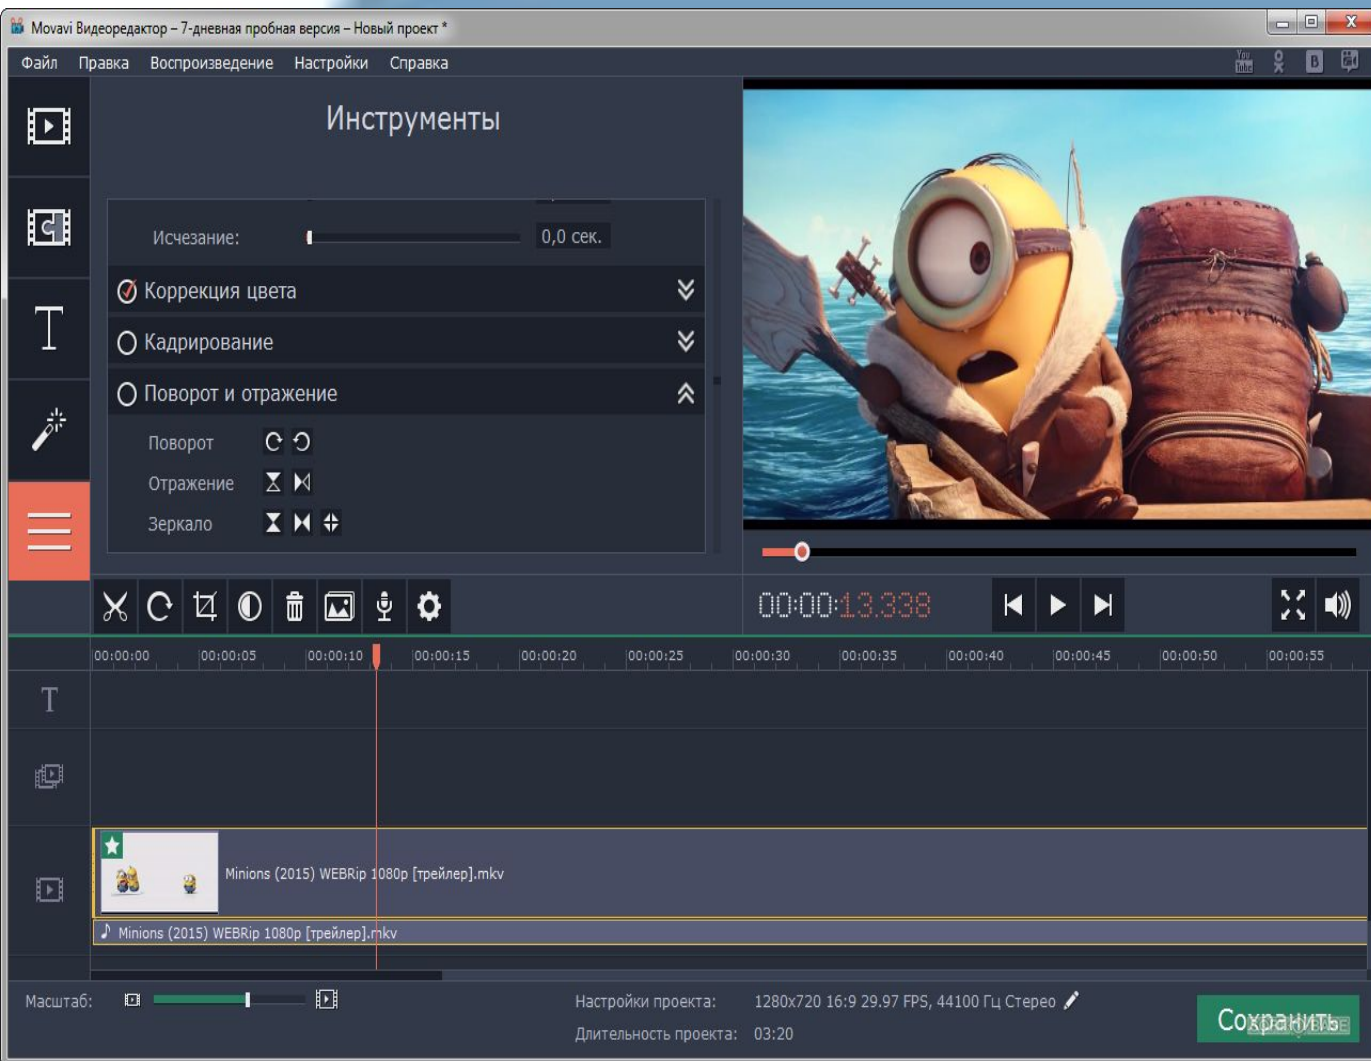 Movavi Видеоредактор – 7-дневная пробная версия – Новый проект *
Файл Правка Воспроизведение Настройки Справка
You Tube
B
Инструменты
Исчезание: 0,0 сек.
Коррекция цвета
Кадрирование
Поворот и отражение
Поворот
Отражение
Зеркало
00:00:13.338
00:00:00 00:00:05 00:00:10 00:00:15 00:00:20 00:00:25 00:00:30 00:00:35 00:00:40 00:00:45 00:00:50 00:00:55
T
Minions (2015) WEBRip 1080p [трейлер].mkv
Minions (2015) WEBRip 1080p [трейлер].mkv
Масштаб:
Настройки проекта: 1280x720 16:9 29.97 FPS, 44100 Гц Стерео
Длительность проекта: 03:20
Сохранить